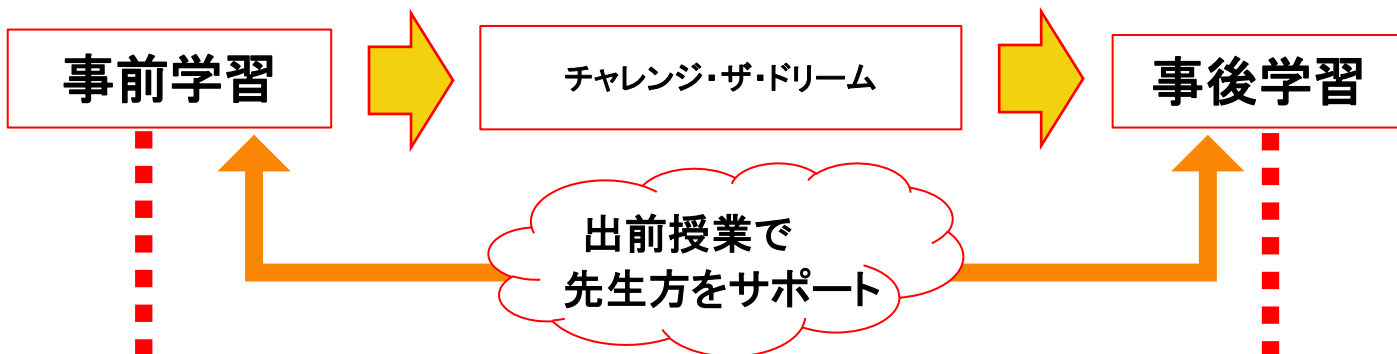 事前学習
チャレンジ・ザ・ドリーム
事後学習
出前授業で
先生方をサポート